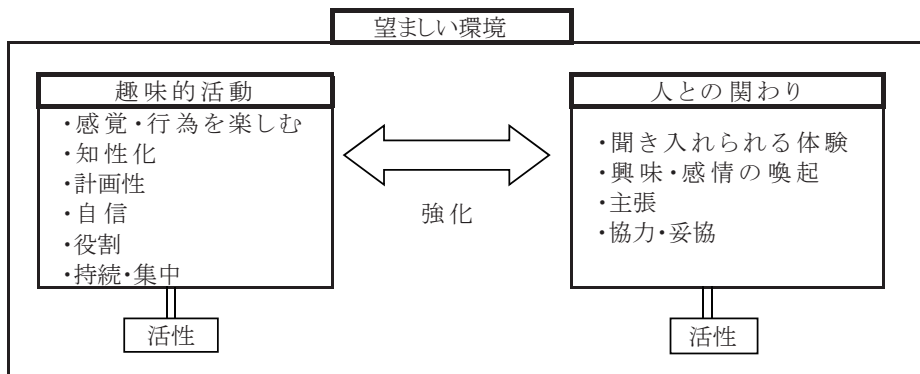 望ましい環境
趣味的活動
・感覚・行為を楽しむ
・知性化
・計画性
・自信
・役割
・持続・集中
活性
強化
人との関わり
・聞き入れられる体験
・興味・感情の喚起
・主張
・協力・妥協
活性